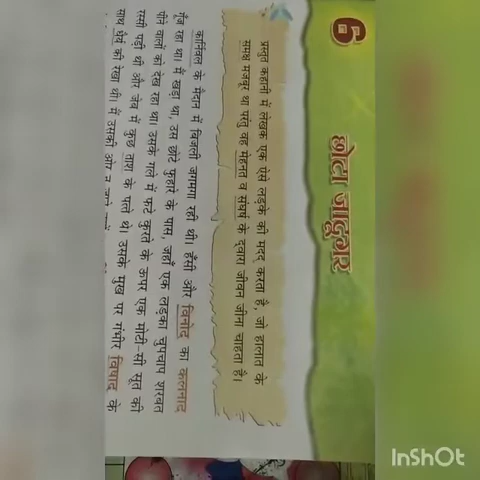 6
छोटा जादूगर
प्रस्तुत कहानी में लेखक एक ऐसे लड़के की मदद करता है, जो हालात के
समक्ष मजबूर था परंतु वह मेहनत व संघर्ष के द्वारा जीवन जीना चाहता है।
कार्निवल के मैदान में बिजली जगमगा रही थी। हँसी और विनोद का कलनाद
गूँज रहा था। मैं खड़ा था, उस छोटे फुहारे के पास, जहाँ एक लड़का चुपचाप शरबत
पीने वालों को देख रहा था। उसके गले में फटे कुरते के ऊपर एक मोटी-सी सूत की
रस्सी पड़ी थी और जेब में कुछ ताश के पत्ते थे। उसके मुख पर गंभीर विषाद के
साथ धैर्य की रेखा थी। मैं उसकी ओर न जाने
InShOt